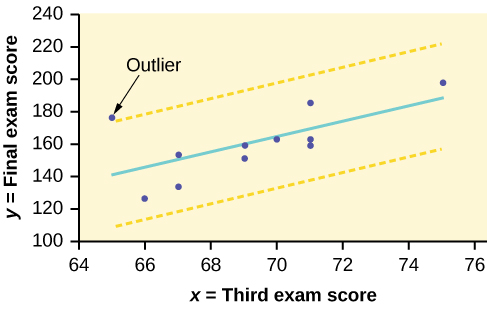 240
220
200
180
160
140
120
100
y = Final exam score
Outlier
64 66 68 70 72 74 76
x = Third exam score